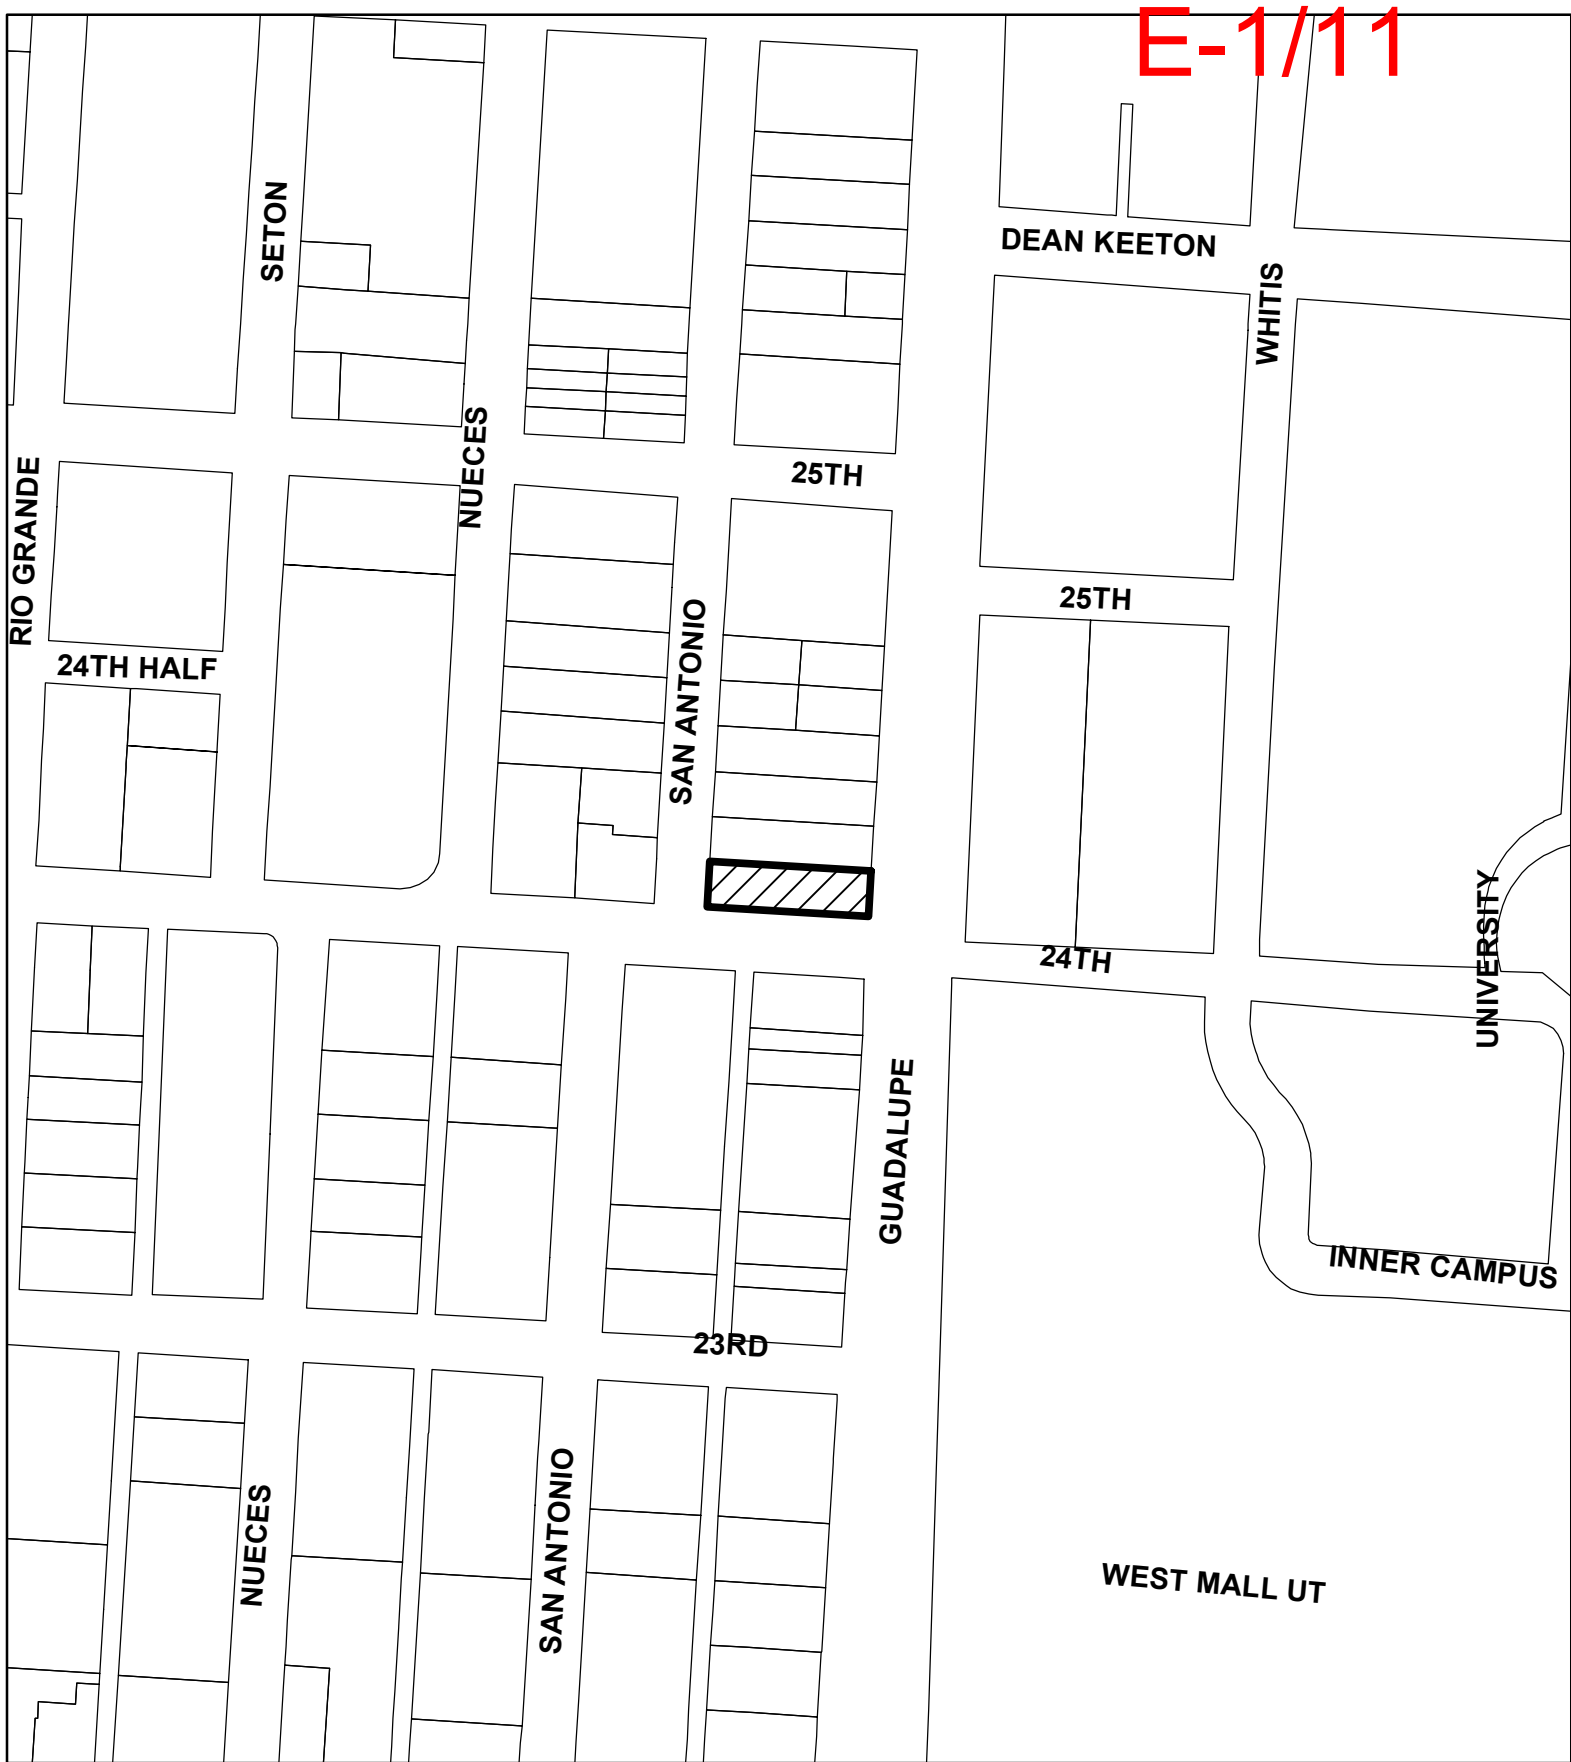 E-1/11
SETON
DEAN KEETON
WHITIS
NUECES
25TH
RIO GRANDE
25TH
SAN ANTONIO
24TH HALF
UNIVERSITY
24TH
GUADALUPE
INNER CAMPUS
23RD
NUECES
SAN ANTONIO
WEST MALL UT